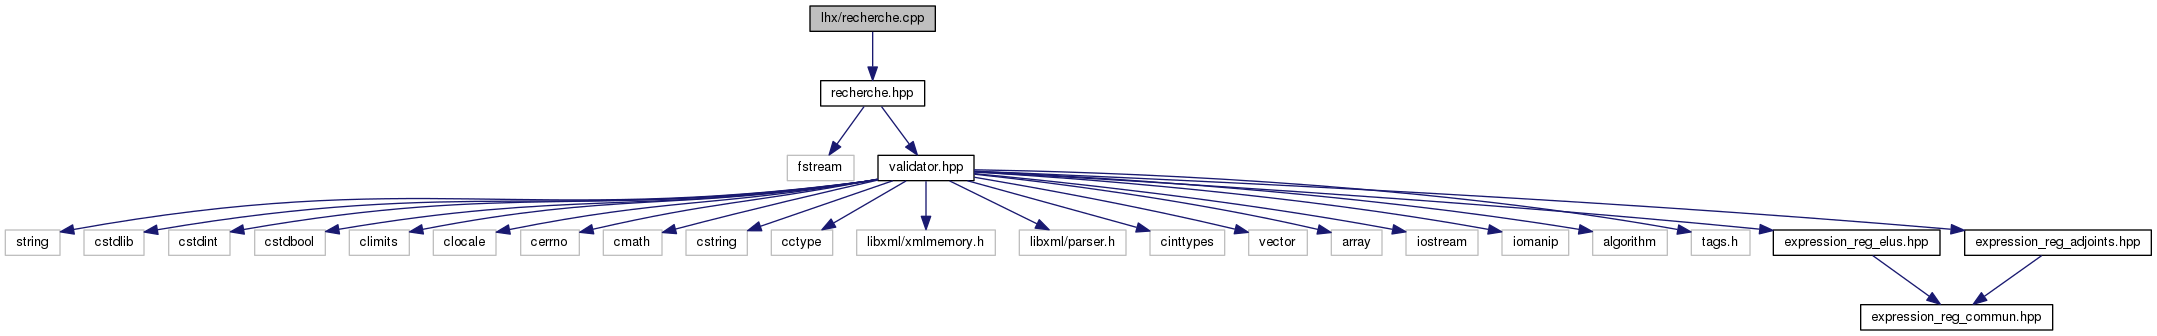 lhx/recherche.cpp
recherche.hpp
fstream
validator.hpp
string
cstdlib
cstdint
cstdbool
climits
clocale
cerrno
cmath
cstring
cctype
libxml/xmlmemory.h
libxml/parser.h
cinttypes
vector
array
iostream
iomanip
algorithm
tags.h
expression_reg_elus.hpp
expression_reg_adjoints.hpp
expression_reg_commun.hpp